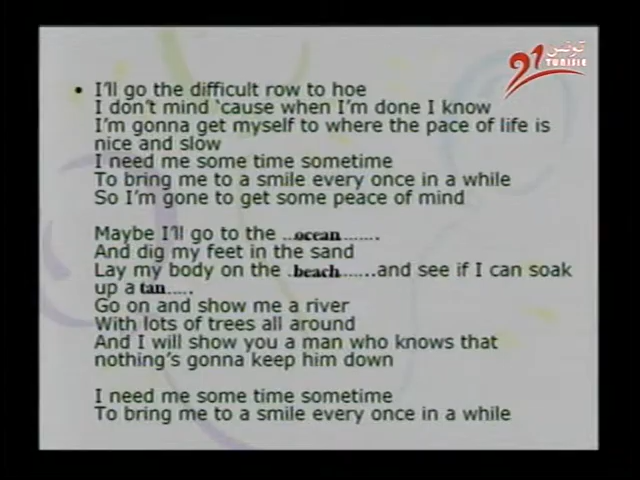 تونس
21
TUNISIE
• I'll go the difficult row to hoe
I don't mind 'cause when I'm done I know
I'm gonna get myself to where the pace of life is
nice and slow
I need me some time sometime
To bring me to a smile every once in a while
So I'm gone to get some peace of mind
Maybe I'll go to the ..ocean.......
And dig my feet in the sand
Lay my body on the ..beach......and see if I can soak
up a tan.....
Go on and show me a river
With lots of trees all around
And I will show you a man who knows that
nothing's gonna keep him down
I need me some time sometime
To bring me to a smile every once in a while